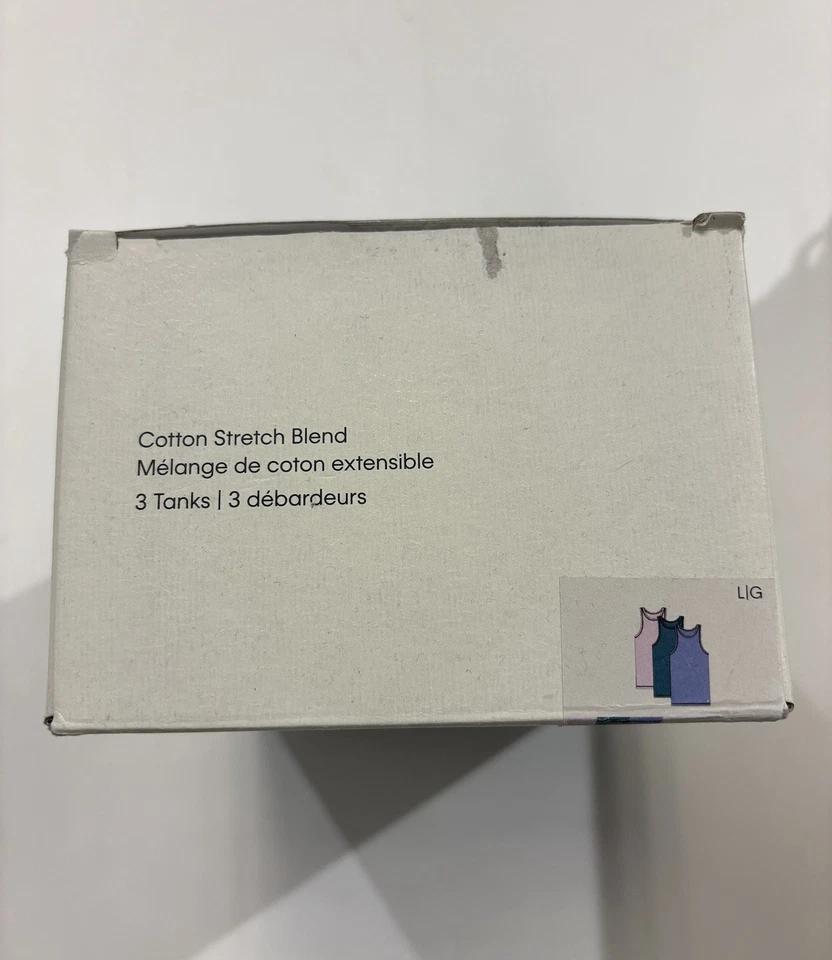 Cotton Stretch Blend
Mélange de coton extensible
3 Tanks | 3 débardeurs
L|G